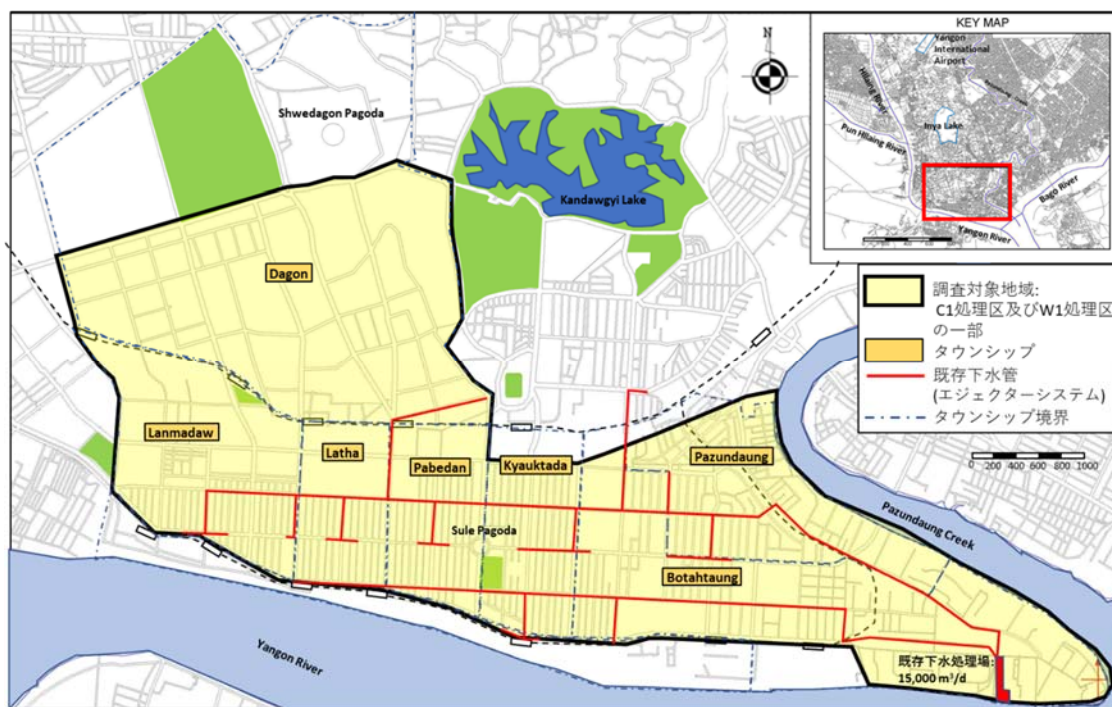 KEY MAP
Yangon
International
Airport
Hllaing River
Inya Lake
Pun Hlaing River
Bago River
Yangon River
N
Shwedagon Pagoda
Kandawgyi Lake
Dagon
調査対象地域:
C1処理区及びW1処理区
の一部
タウンシップ
既存下水管
(エジェクターシステム)
タウンシップ境界
0 200 400 600 800 1000
Lanmadaw
Latha
Pabedan
Kyauktada
Pazundaung
Sule Pagoda
Pazundaung Creek
Botahtaung
Yangon River
既存下水処理場:
15,000 m³/d